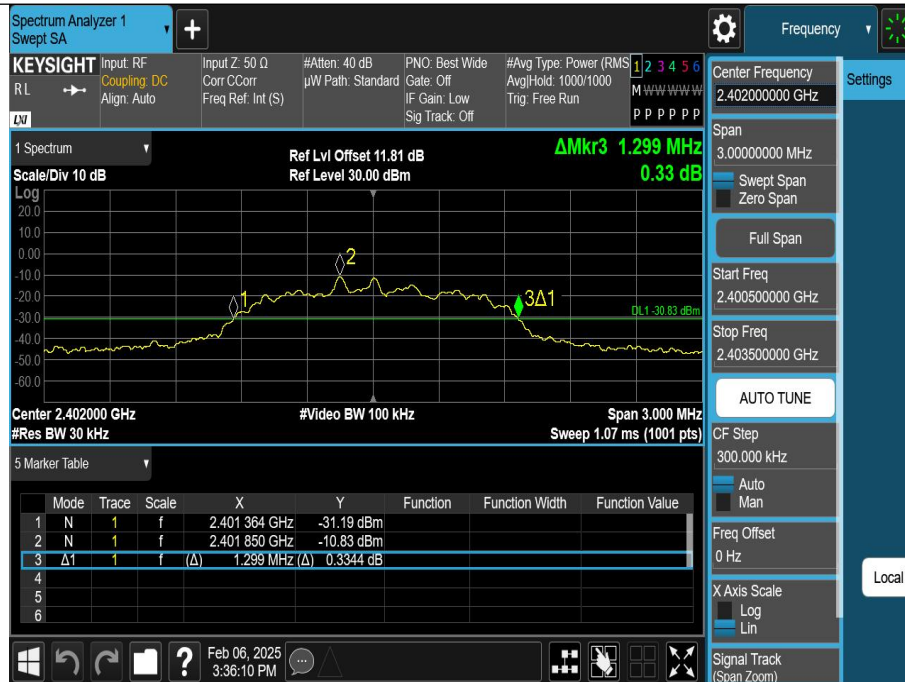 Spectrum Analyzer 1
Swept SA
Frequency
KEYSIGHT
RL
LXI
Input: RF
Coupling: DC
Align: Auto
Input Z: 50 Ω
Corr CCorr
Freq Ref: Int (S)
#Atten: 40 dB
µW Path: Standard
PNO: Best Wide
Gate: Off
IF Gain: Low
Sig Track: Off
#Avg Type: Power (RMS
Avg|Hold: 1000/1000
Trig: Free Run
1 2 3 4 5 6
M W W W W W
P P P P P P
1 Spectrum
Scale/Div 10 dB
Ref Lvl Offset 11.81 dB
Ref Level 30.00 dBm
ΔMkr3 1.299 MHz
0.33 dB
Log
20.0
10.0
0.00
-10.0
-20.0
-30.0
-40.0
-50.0
-60.0
1
2
3Δ1
DL1 -30.83 dBm
Center 2.402000 GHz
#Video BW 100 kHz
Span 3.000 MHz
#Res BW 30 kHz
Sweep 1.07 ms (1001 pts)
5 Marker Table
Mode Trace Scale X Y Function Function Width Function Value
1 N 1 f 2.401 364 GHz -31.19 dBm
2 N 1 f 2.401 850 GHz -10.83 dBm
3 Δ1 1 f (Δ) 1.299 MHz (Δ) 0.3344 dB
4
5
6
Feb 06, 2025
3:36:10 PM
Center Frequency
2.402000000 GHz
Span
3.00000000 MHz
Swept Span
Zero Span
Full Span
Start Freq
2.400500000 GHz
Stop Freq
2.403500000 GHz
AUTO TUNE
CF Step
300.000 kHz
Auto
Man
Freq Offset
0 Hz
X Axis Scale
Log
Lin
Signal Track
(Span Zoom)
Settings
Local